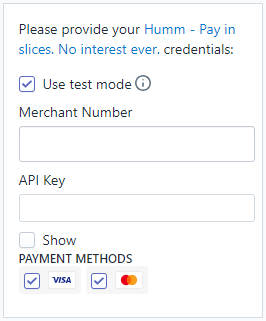 Please provide your Humm - Pay in
slices. No interest ever. credentials:
Use test mode
Merchant Number
API Key
Show
PAYMENT METHODS
VISA